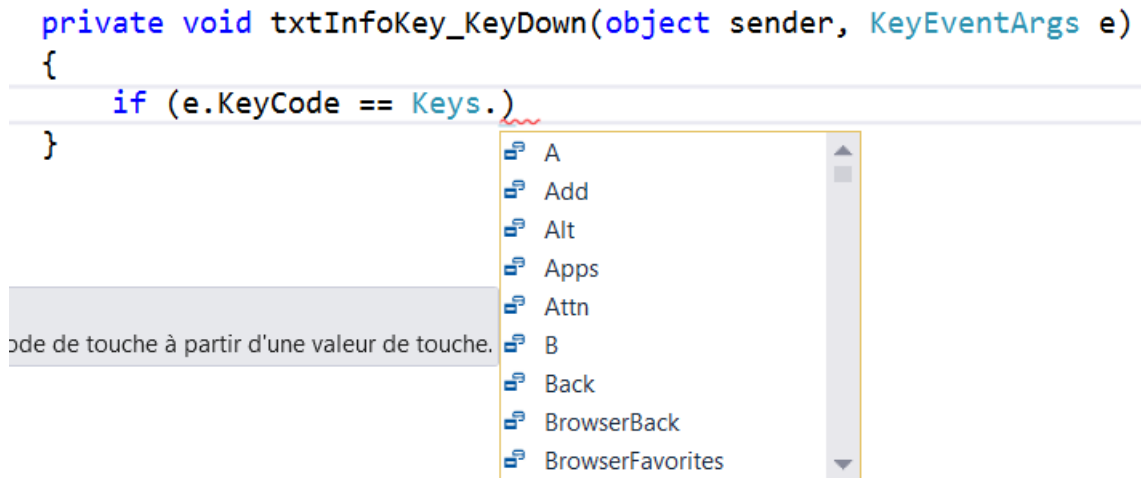 private void txtInfoKey_KeyDown(object sender, KeyEventArgs e)
{
if (e.KeyCode == Keys.)
}
A
Add
Alt
Apps
Attn
de de touche à partir d'une valeur de touche.
B
Back
BrowserBack
BrowserFavorites